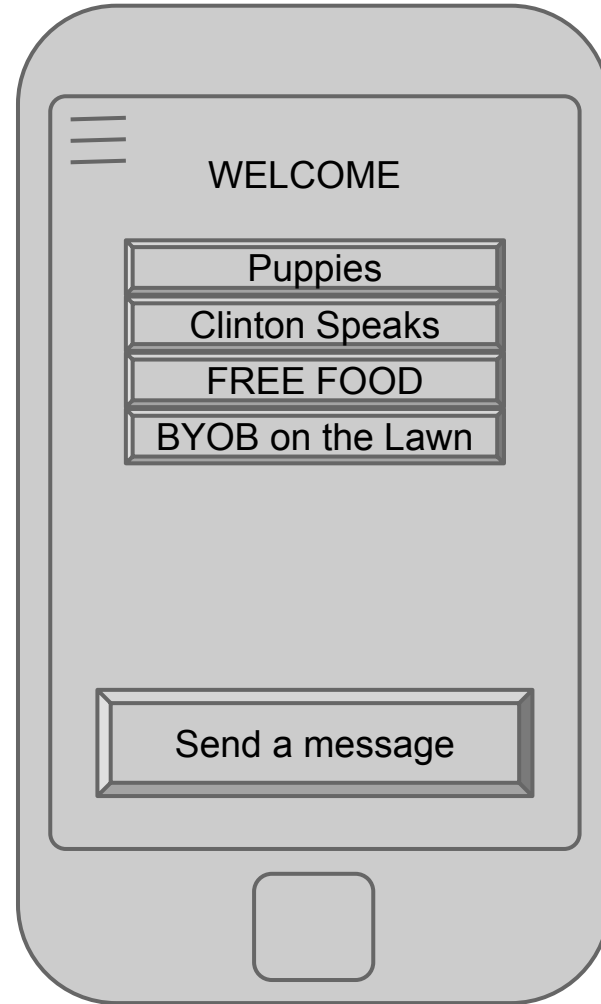 WELCOME
Puppies
Clinton Speaks
FREE FOOD
BYOB on the Lawn
Send a message